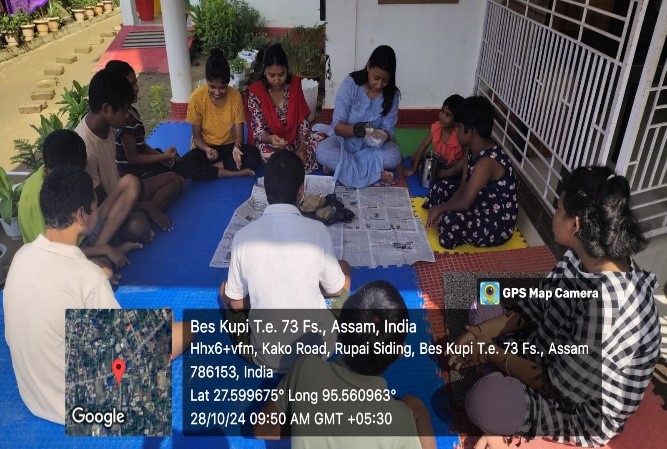 GPS Map Camera
Bes Kupi T.e. 73 Fs., Assam, India
Hhx6+vfm, Kako Road, Rupai Siding, Bes Kupi T.e. 73 Fs., Assam
786153, India
Lat 27.599675° Long 95.560963°
28/10/24 09:50 AM GMT +05:30
Google